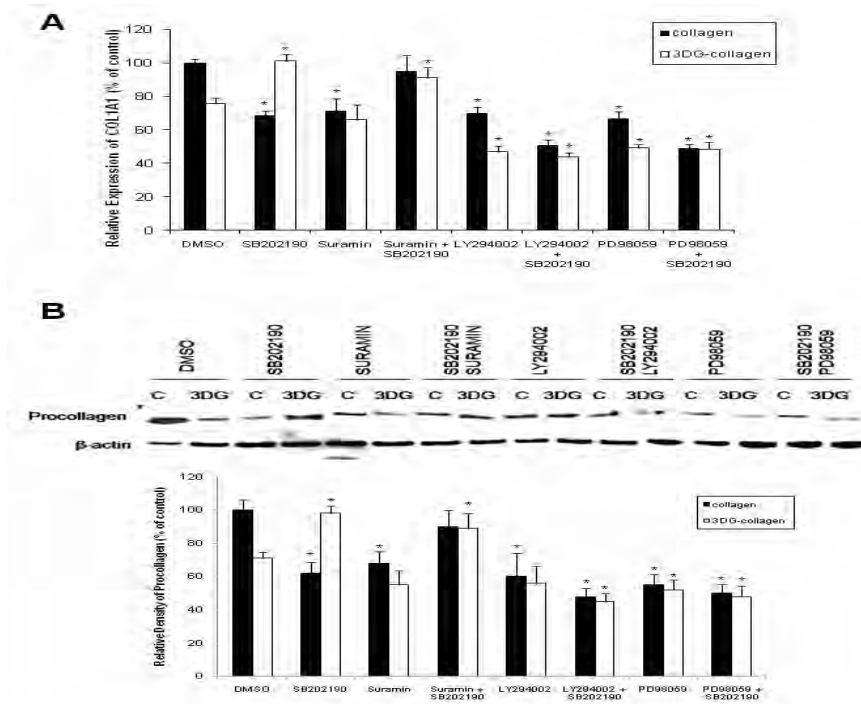 A
Relative Expression of COL1A1 (% of control)
120
100
80
60
40
20
0
collagen
3DG-collagen
* * * * * * * * * * *
DMSO
SB202190
Suramin
Suramin +
SB202190
LY294002
LY294002
+
SB202190
PD98059
PD98059
+
SB202190
B
DMSO
SB202190
SURAMIN
SB202190
SURAMIN
LY294002
SB202190
LY294002
PD98059
SB202190
PD98059
C 3DG C 3DG C 3DG C 3DG C 3DG C 3DG C 3DG C 3DG
Procollagen
β-actin
Relative Density of Procollagen (% of control)
120
100
80
60
40
20
0
collagen
3DG-collagen
* * * * * * * * * * *
DMSO
SB202190
Suramin
Suramin +
SB202190
LY294002
LY294002 +
SB202190
PD98059
PD98059 +
SB202190